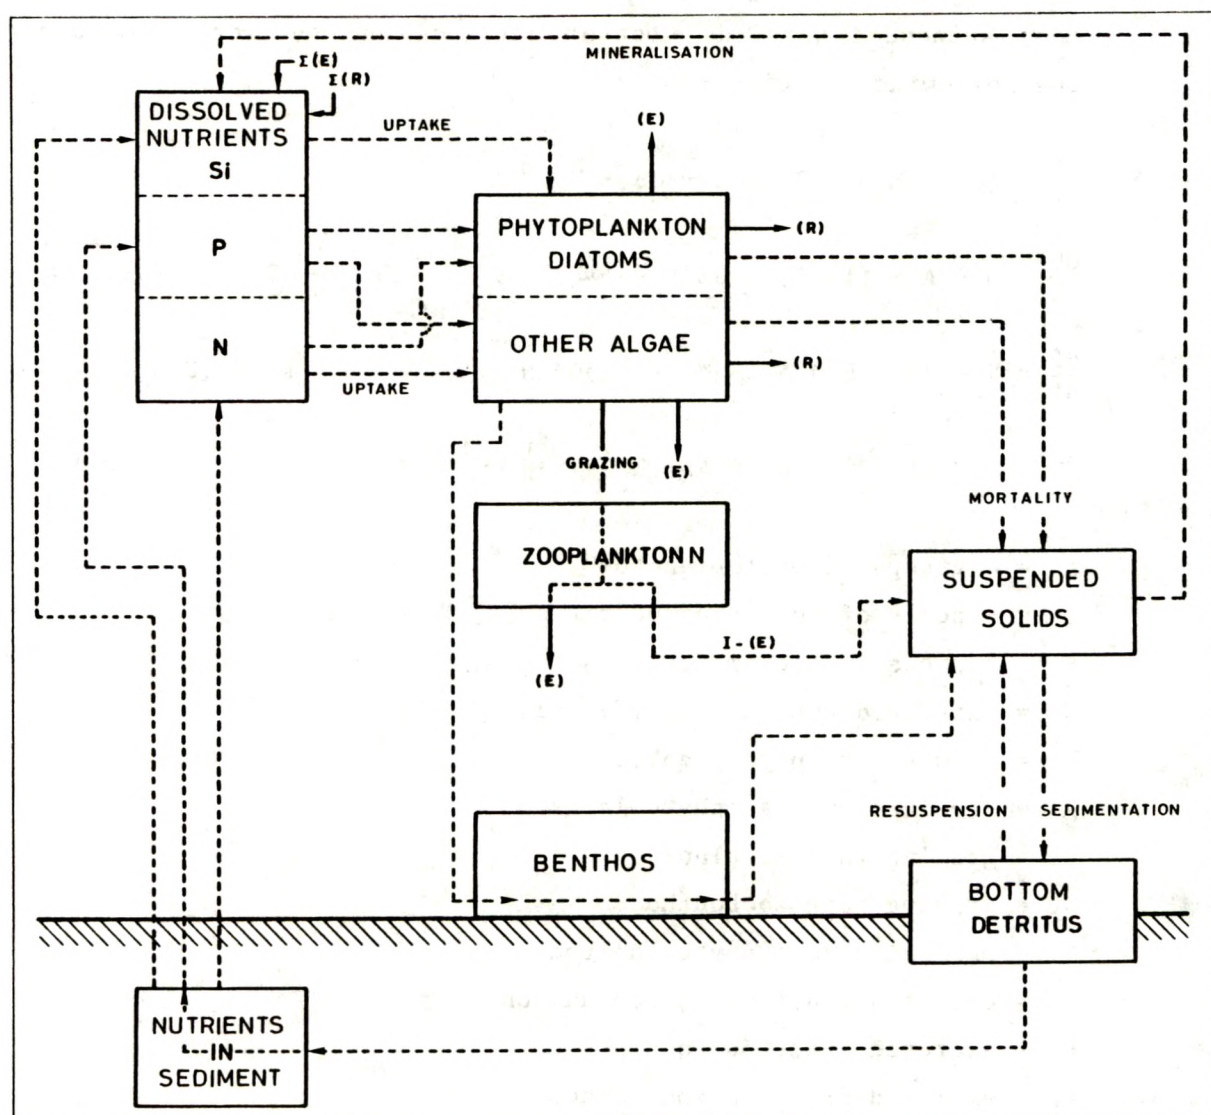 MINERALISATION
I(E)
I(R)
DISSOLVED
NUTRIENTS
Si
P
N
UPTAKE
UPTAKE
(E)
PHYTOPLANKTON
DIATOMS
(R)
OTHER ALGAE
(R)
GRAZING
(E)
MORTALITY
ZOOPLANKTON N
(E)
I-(E)
SUSPENDED
SOLIDS
RESUSPENSION
SEDIMENTATION
BENTHOS
BOTTOM
DETRITUS
NUTRIENTS
IN
SEDIMENT